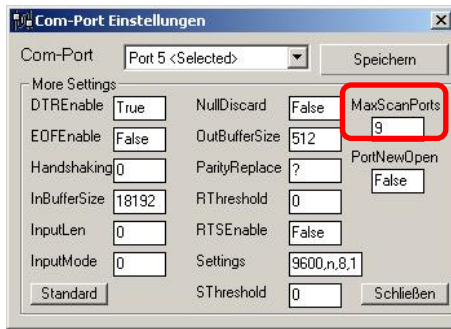 Com-Port Einstellungen
Com-Port Port 5 <Selected> Speichern
More Settings
DTREnable True NullDiscard False MaxScanPorts
EOFEnable False OutBufferSize 512 9
Handshaking 0 ParityReplace ? PortNewOpen
InBufferSize 18192 RThreshold 0 False
InputLen 0 RTSEnable False
InputMode 0 Settings 9600,n,8,1
Standard SThreshold 0 Schließen